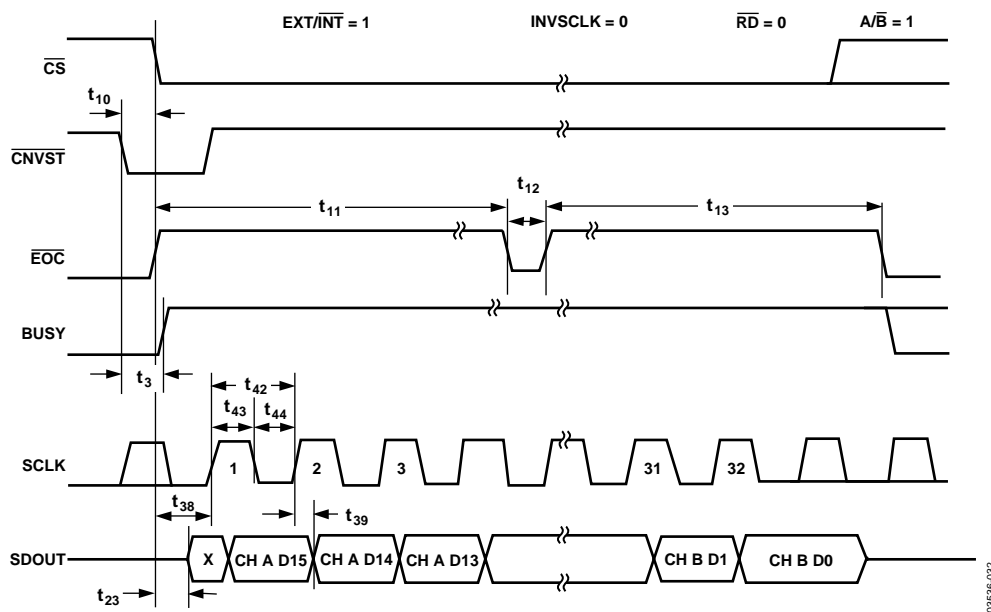 EXT/INT = 1 INVSCLK = 0 RD = 0 A/B = 1
CS
t10
CNVST
t12
t11 t13
EOC
BUSY
t3
t42
t43 t44
SCLK 1 2 3 31 32
t38
t39
SDOUT X CH A D15 CH A D14 CH A D13 CH B D1 CH B D0
t23
03536-032